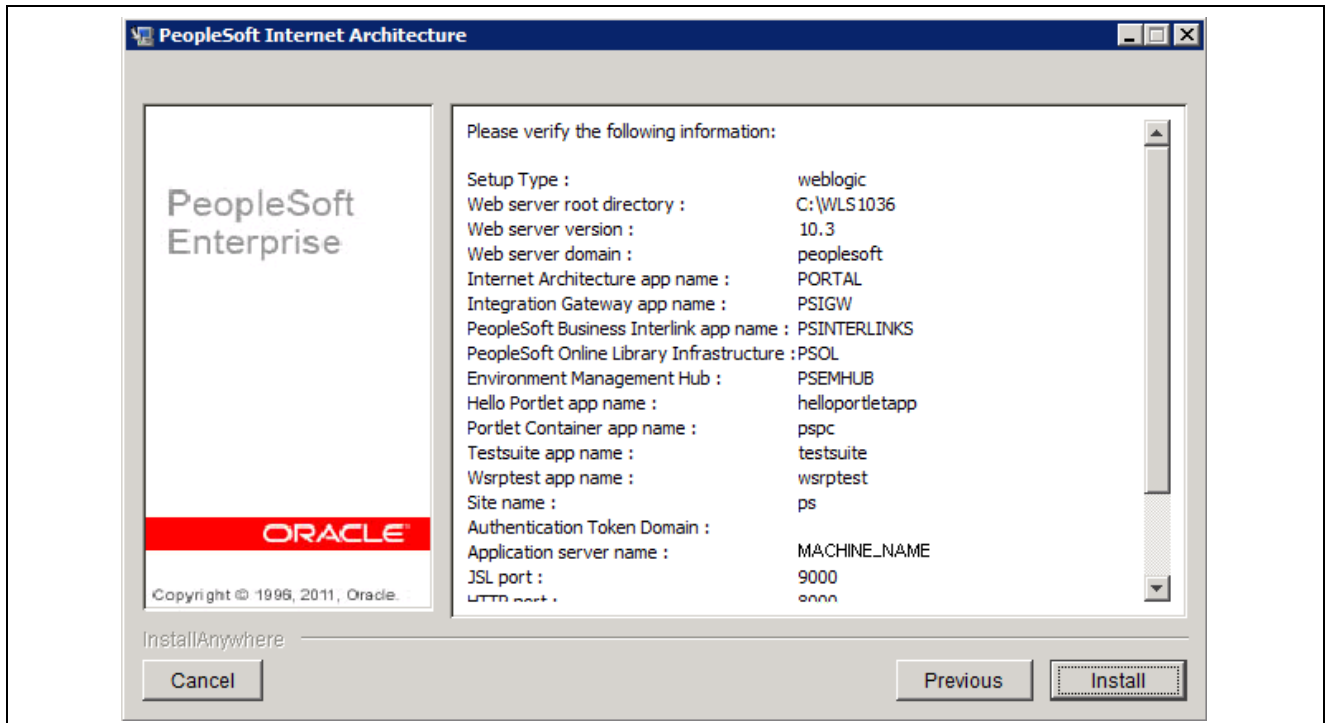 PeopleSoft Internet Architecture
PeopleSoft
Enterprise
ORACLE
Copyright © 1996, 2011, Oracle.
Please verify the following information:
Setup Type : weblogic
Web server root directory : C:\WLS1036
Web server version : 10.3
Web server domain : peoplesoft
Internet Architecture app name : PORTAL
Integration Gateway app name : PSIGW
PeopleSoft Business Interlink app name : PSINTERLINKS
PeopleSoft Online Library Infrastructure : PSOL
Environment Management Hub : PSEMHUB
Hello Portlet app name : helloportletapp
Portlet Container app name : pspc
Testsuite app name : testsuite
Wsrptest app name : wsrptest
Site name : ps
Authentication Token Domain :
Application server name : MACHINE_NAME
JSL port : 9000
HTTP port : 8000
InstallAnywhere
Cancel
Previous
Install